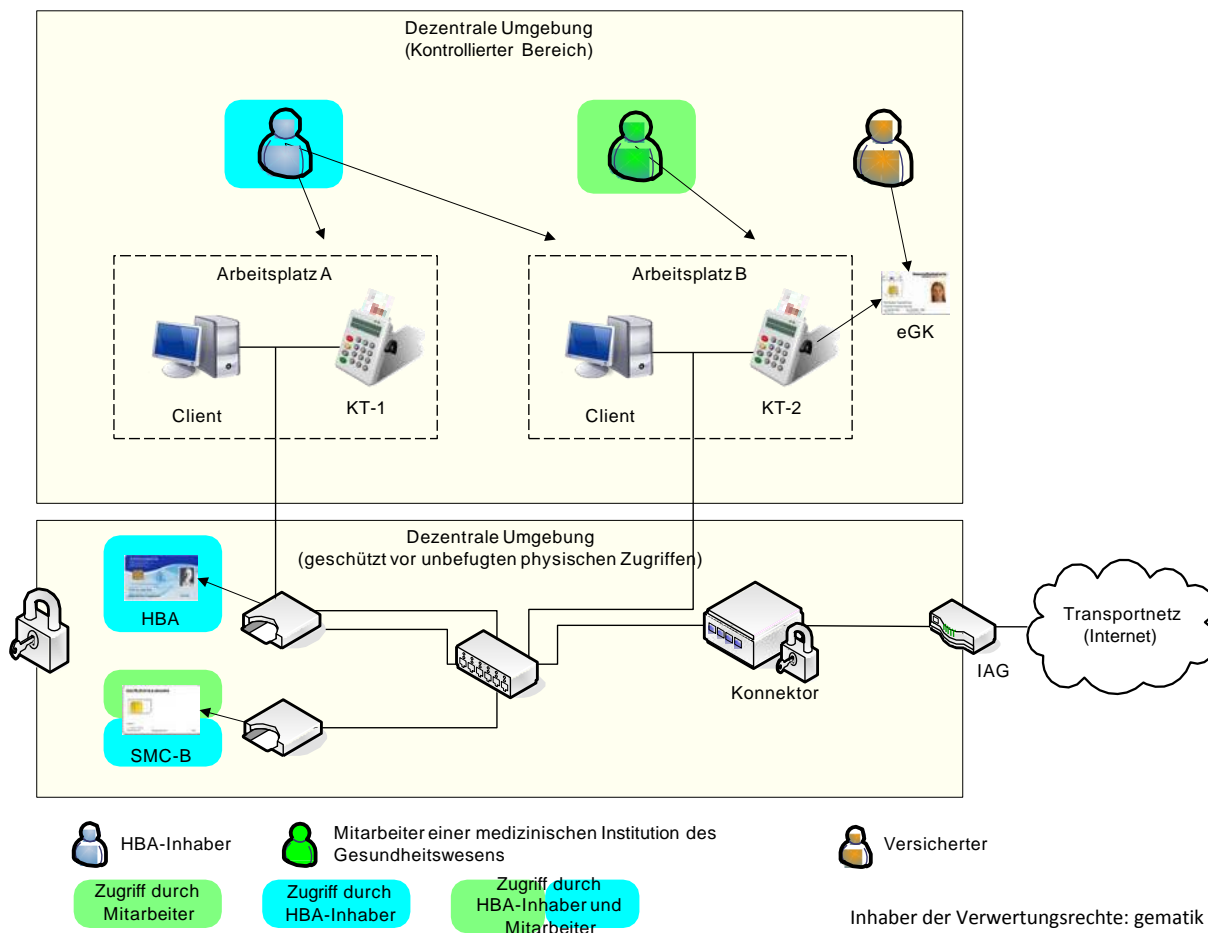 Dezentrale Umgebung
(Kontrollierter Bereich)
Arbeitsplatz A
Arbeitsplatz B
eGK
Client
KT-1
Client
KT-2
Dezentrale Umgebung
(geschützt vor unbefugten physischen Zugriffen)
HBA
SMC-B
Konnektor
IAG
Transportnetz
(Internet)
HBA-Inhaber
Mitarbeiter einer medizinischen Institution des
Gesundheitswesens
Versicherter
Zugriff durch
Mitarbeiter
Zugriff durch
HBA-Inhaber
Zugriff durch
HBA-Inhaber und
Mitarbeiter
Inhaber der Verwertungsrechte: gematik